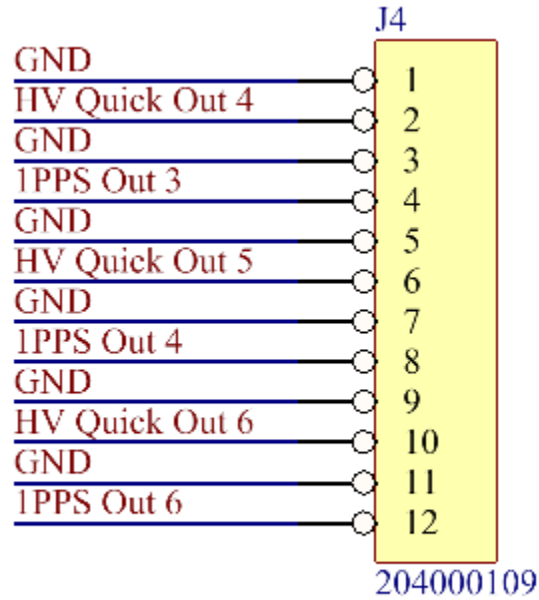 J4
GND 1
HV Quick Out 4 2
GND 3
1PPS Out 3 4
GND 5
HV Quick Out 5 6
GND 7
1PPS Out 4 8
GND 9
HV Quick Out 6 10
GND 11
1PPS Out 6 12
204000109